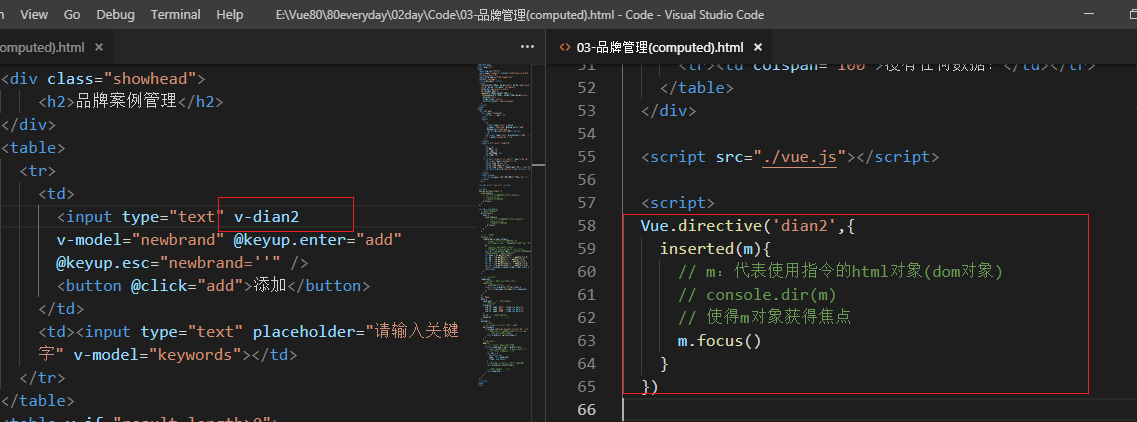 View Go Debug Terminal Help E:\Vue80\80everyday\02day\Code\03-品牌管理(computed).html - Code - Visual Studio Code
omputed).html ×
<div class="showhead">
<h2>品牌案例管理</h2>
</div>
<table>
<tr>
<td>
<input type="text" v-dian2
v-model="newbrand" @keyup.enter="add"
@keyup.esc="newbrand=''" />
<button @click="add">添加</button>
</td>
<td><input type="text" placeholder="请输入关键
字" v-model="keywords"></td>
</tr>
</table>
03-品牌管理(computed).html ×
52 </table>
53 </div>
54
55 <script src="./vue.js"></script>
56
57 <script>
58 Vue.directive('dian2',{
59 inserted(m){
60 // m：代表使用指令的html对象(dom对象)
61 // console.dir(m)
62 // 使得m对象获得焦点
63 m.focus()
64 }
65 })
66